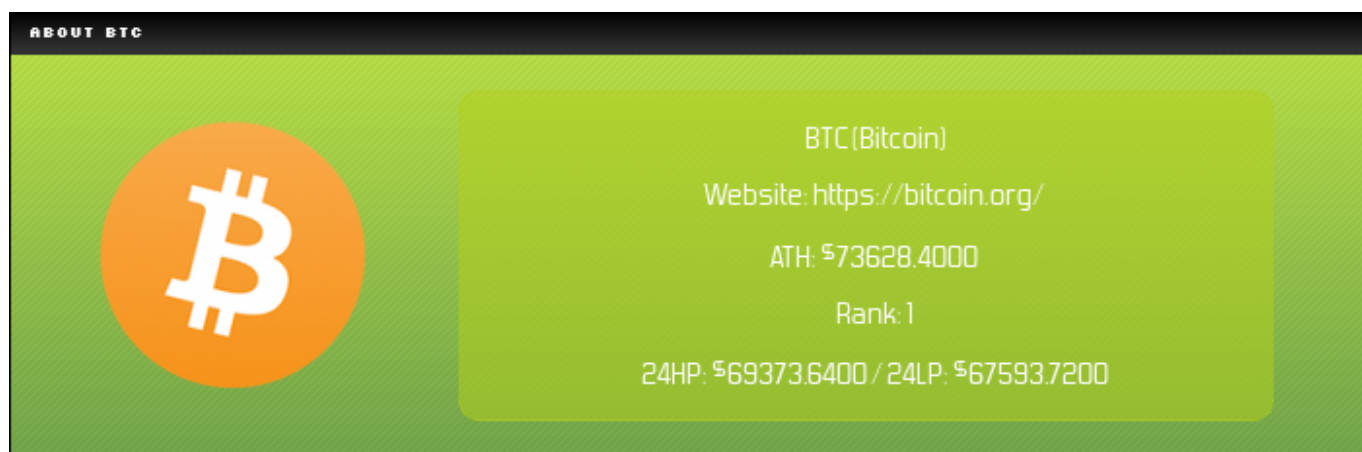 ABOUT BTC
BTC(Bitcoin)
Website: https://bitcoin.org/
ATH: $73628.4000
Rank: 1
24HP: $69373.6400 / 24LP: $67593.7200